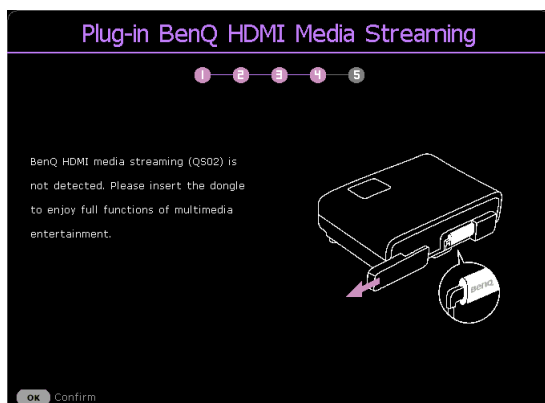 Plug-in BenQ HDMI Media Streaming
1 2 3 4 5
BenQ HDMI media streaming (QS02) is
not detected. Please insert the dongle
to enjoy full functions of multimedia
entertainment.
BenQ
OK Confirm